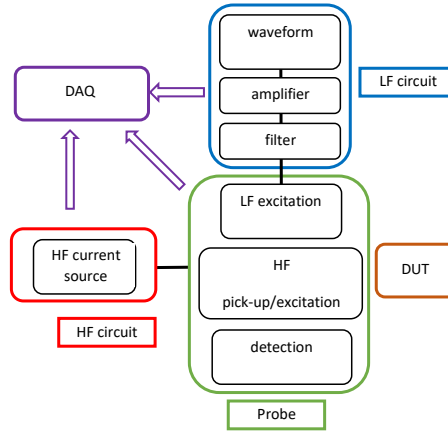 waveform
DAQ
amplifier
LF circuit
filter
LF excitation
HF current
source
HF
pick-up/excitation
DUT
HF circuit
detection
Probe